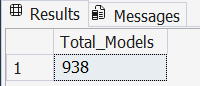 Results Messages
Total_Models
1 938